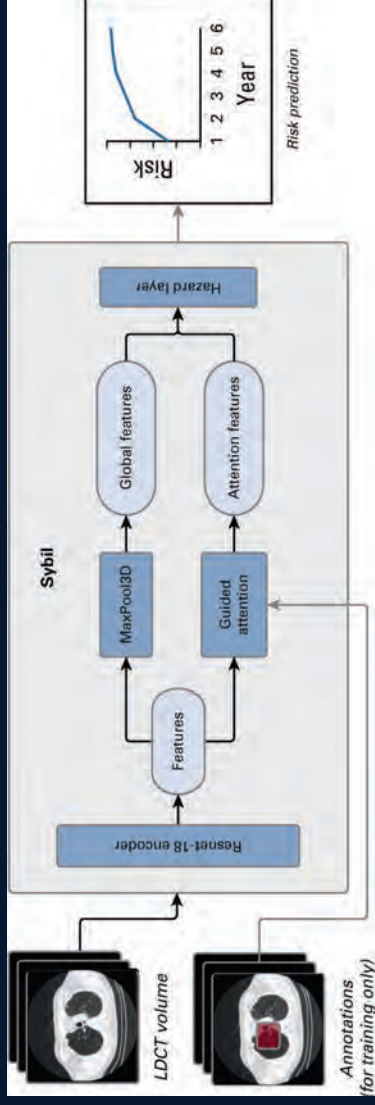 LDCT volume
Annotations
(for training only)
Sybil
Resnet-18 encoder
Features
MaxPool3D
Guided
attention
Global features
Attention features
Hazard layer
Risk
1 2 3 4 5 6
Year
Risk prediction